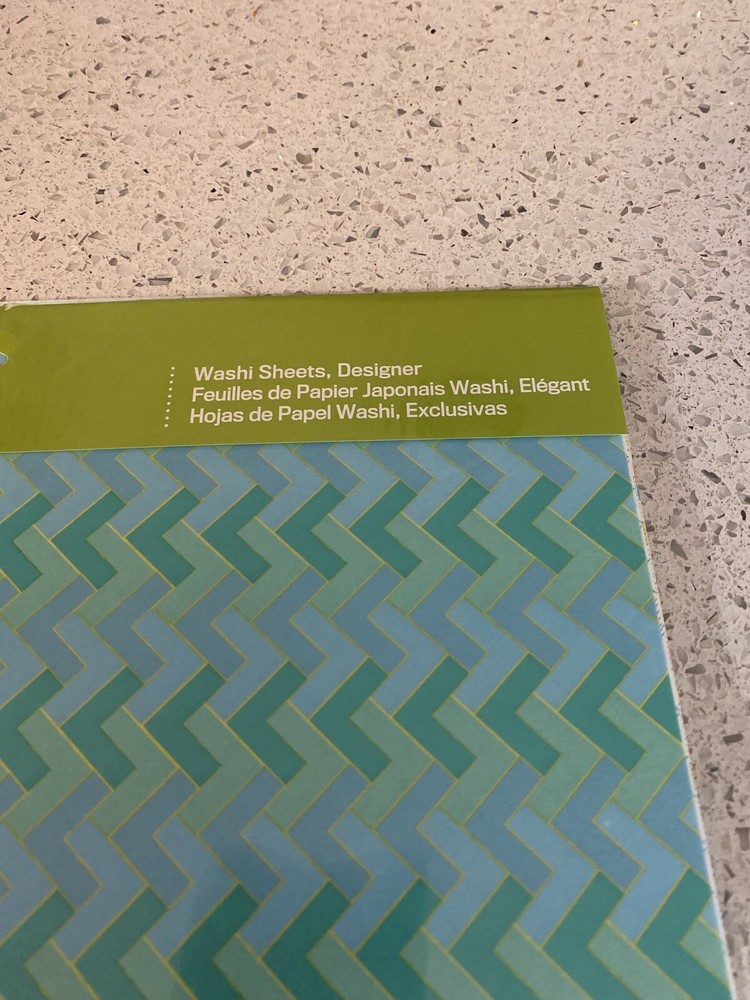 Washi Sheets, Designer
Feuilles de Papier Japonais Washi, Elégant
Hojas de Papel Washi, Exclusivas